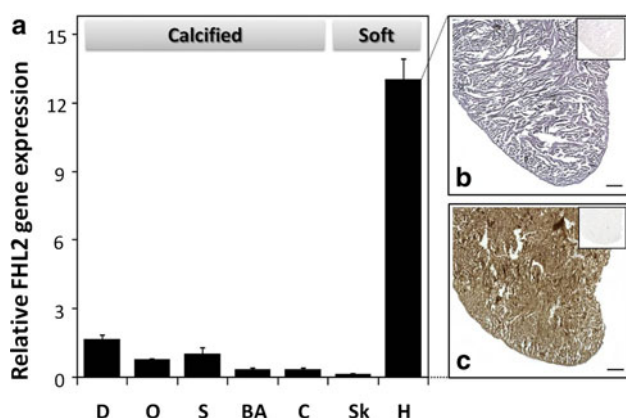 a
Calcified
Soft
Relative FHL2 gene expression
15
12
9
6
3
0
D O S BA C Sk H
b
c